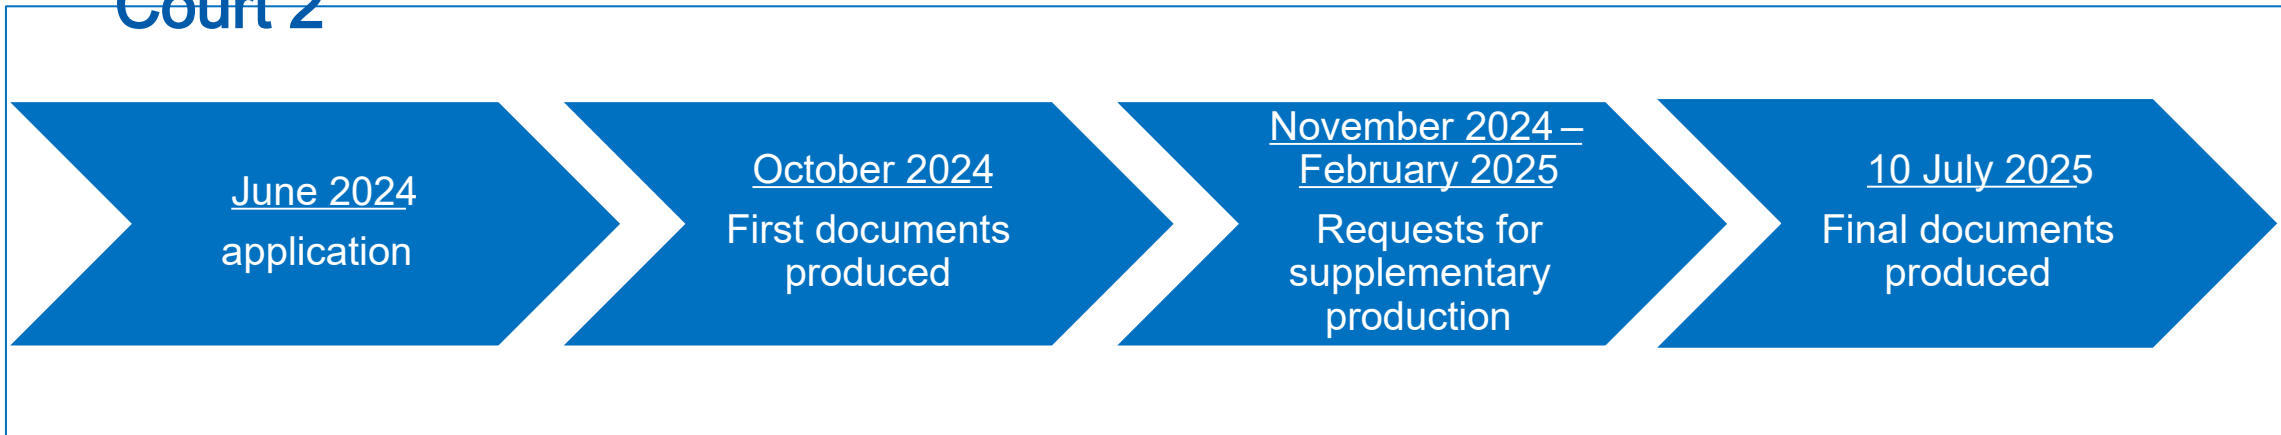 Court 2
June 2024
application
October 2024
First documents
produced
November 2024 –
February 2025
Requests for
supplementary
production
10 July 2025
Final documents
produced